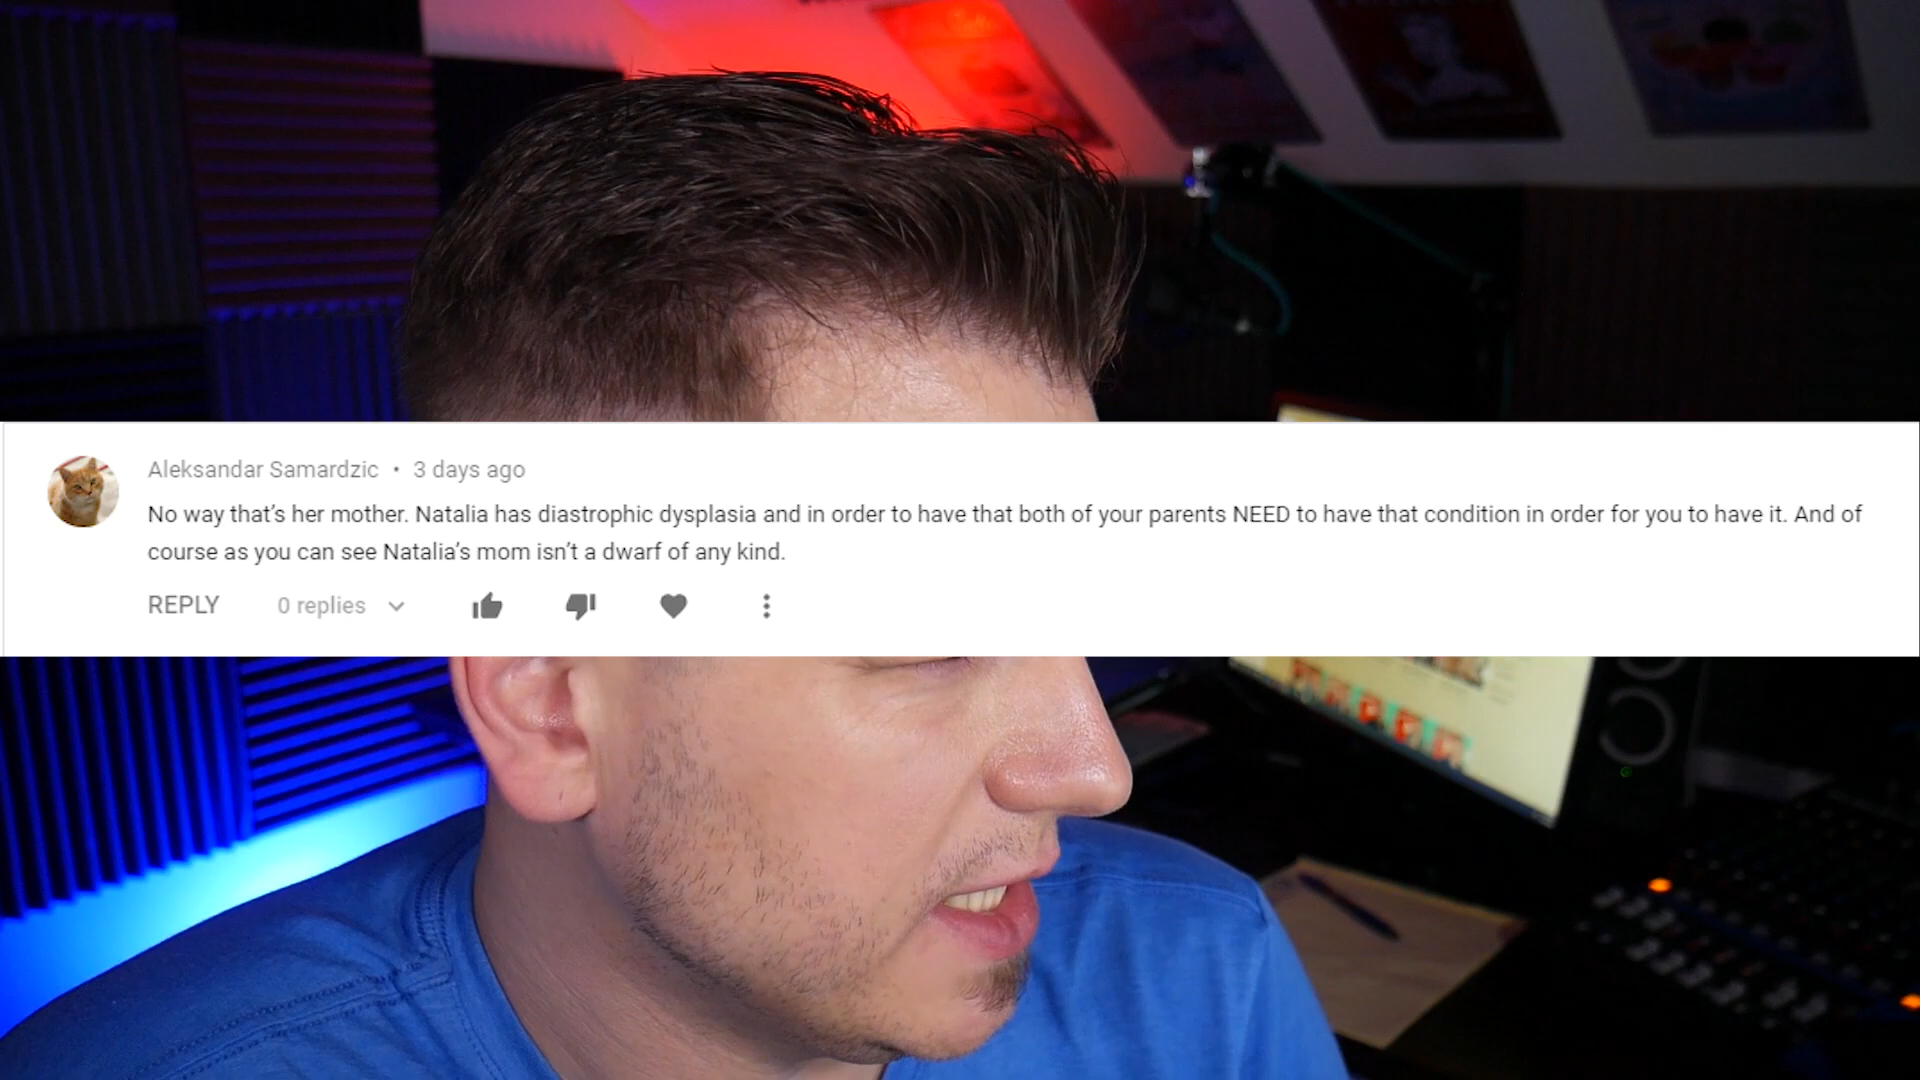 Aleksandar Samardzic • 3 days ago
No way that’s her mother. Natalia has diastrophic dysplasia and in order to have that both of your parents NEED to have that condition in order for you to have it. And of
course as you can see Natalia’s mom isn’t a dwarf of any kind.
REPLY 0 replies